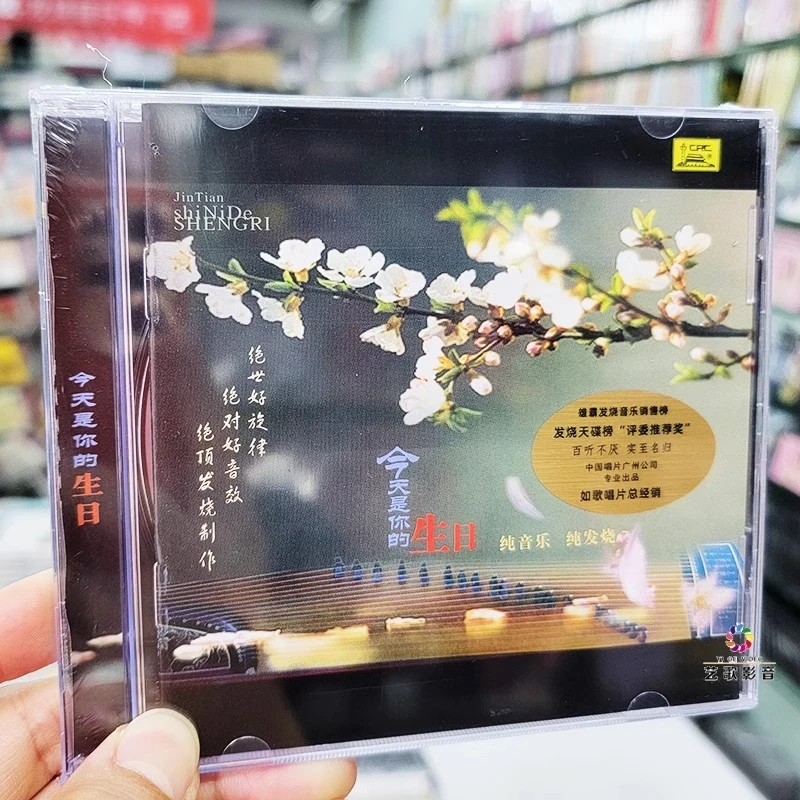 CRC
JinTian
shiNiDe
SHENGRI
绝世好旋律
绝对好音效
绝顶发烧制作
今天是你的生日
今天是你的生日
纯音乐 纯发烧
雄霸发烧音乐销售榜
发烧天碟榜“评委推荐奖”
百听不厌 实至名归
中国唱片广州公司
专业出品
如歌唱片总经销
艺歌影音